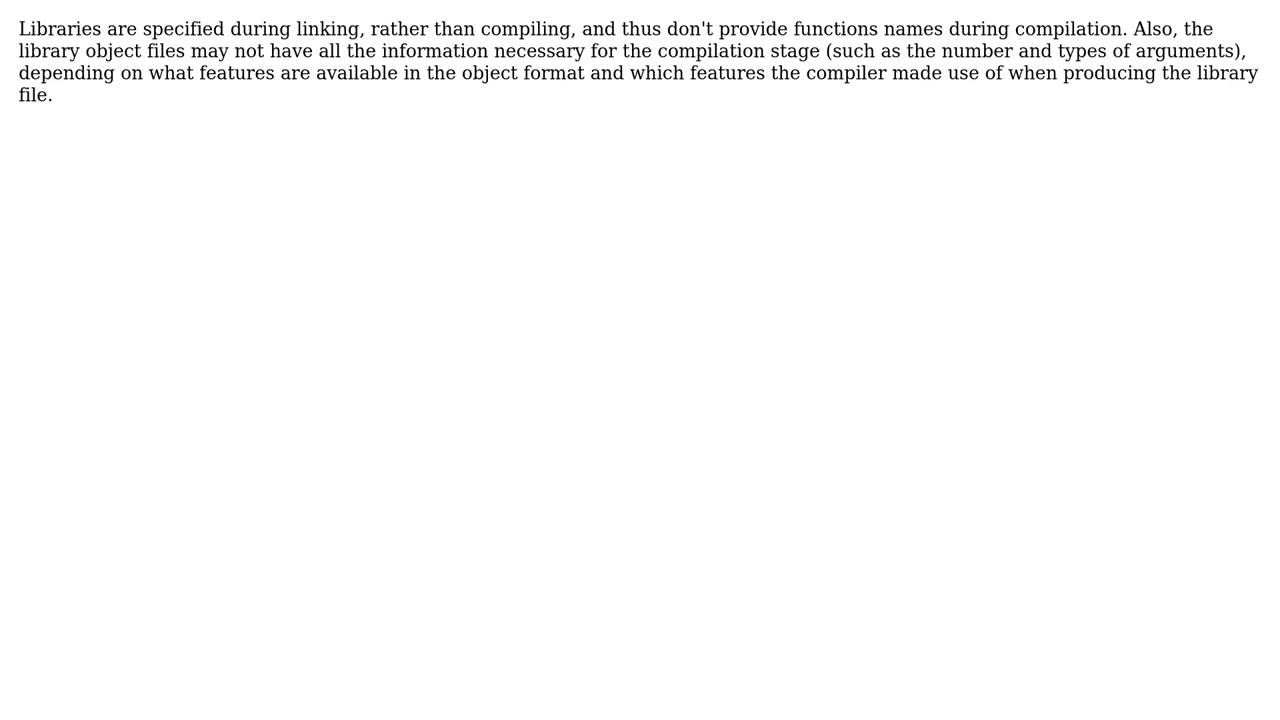 Libraries are specified during linking, rather than compiling, and thus don't provide functions names during compilation. Also, the
library object files may not have all the information necessary for the compilation stage (such as the number and types of arguments),
depending on what features are available in the object format and which features the compiler made use of when producing the library
file.